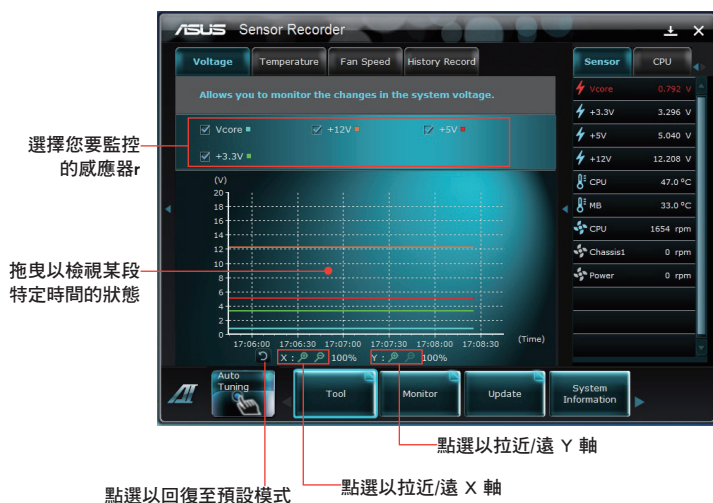 ASUS Sensor Recorder
Voltage
Temperature
Fan Speed
History Record
Sensor
CPU
Allows you to monitor the changes in the system voltage.
Vcore
+12V
+5V
+3.3V
Vcore 0.792 V
+3.3V 3.296 V
+5V 5.040 V
+12V 12.208 V
CPU 47.0 ºC
MB 33.0 ºC
CPU 1654 rpm
Chassis1 0 rpm
Power 0 rpm
選擇您要監控
的感應器r
拖曳以檢視某段
特定時間的狀態
(V)
20
18
16
14
12
10
8
6
4
2
0
17:06:00 17:06:30 17:07:00 17:07:30 17:08:00 17:08:30
(Time)
X : 100%
Y : 100%
Auto
Tuning
Tool
Monitor
Update
System
Information
點選以拉近/遠 Y 軸
點選以拉近/遠 X 軸
點選以回復至預設模式